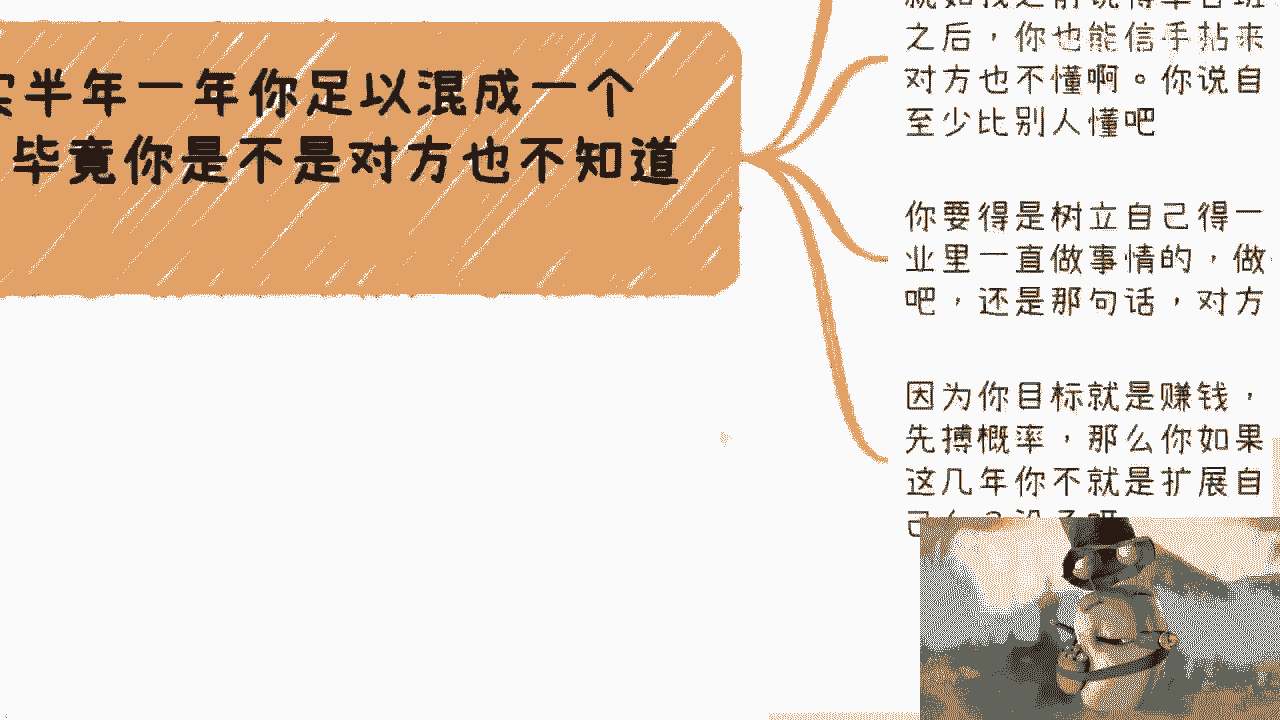 实半年一年你足以混成一个
毕竟你是不是对方也不知道
之后，你也能信手拈来
对方也不懂啊。你说自
至少比别人懂吧
你要得是树立自己得一
业里一直做事情的，做
吧，还是那句话，对方
因为你目标就是赚钱，
先搏概率，那么你如果
这几年你不就是扩展自